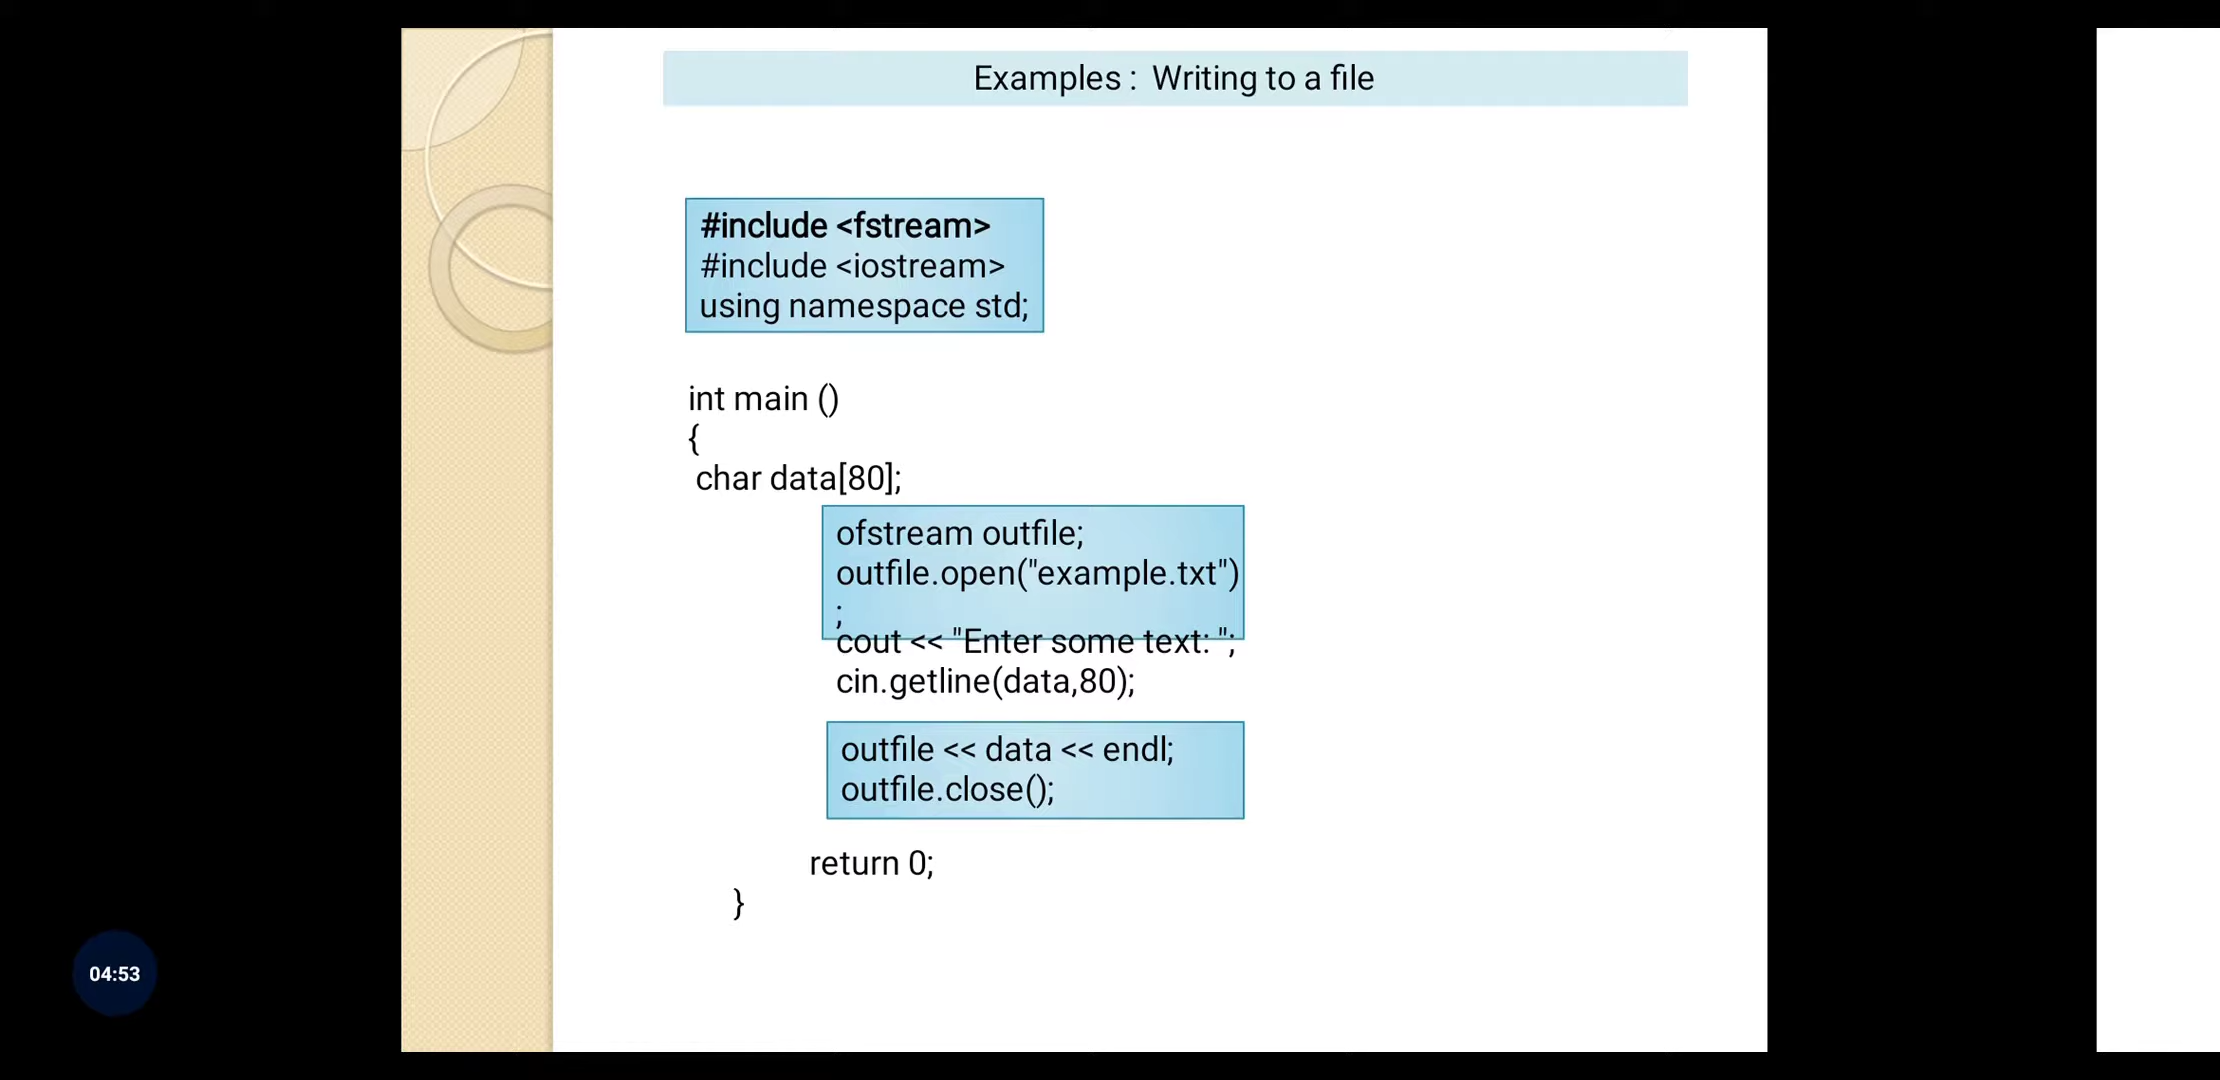 Examples : Writing to a file
#include <fstream>
#include <iostream>
using namespace std;
int main ()
{
char data[80];
ofstream outfile;
outfile.open("example.txt")
;
cout << "Enter some text: ";
cin.getline(data,80);
outfile << data << endl;
outfile.close();
return 0;
}
04:53